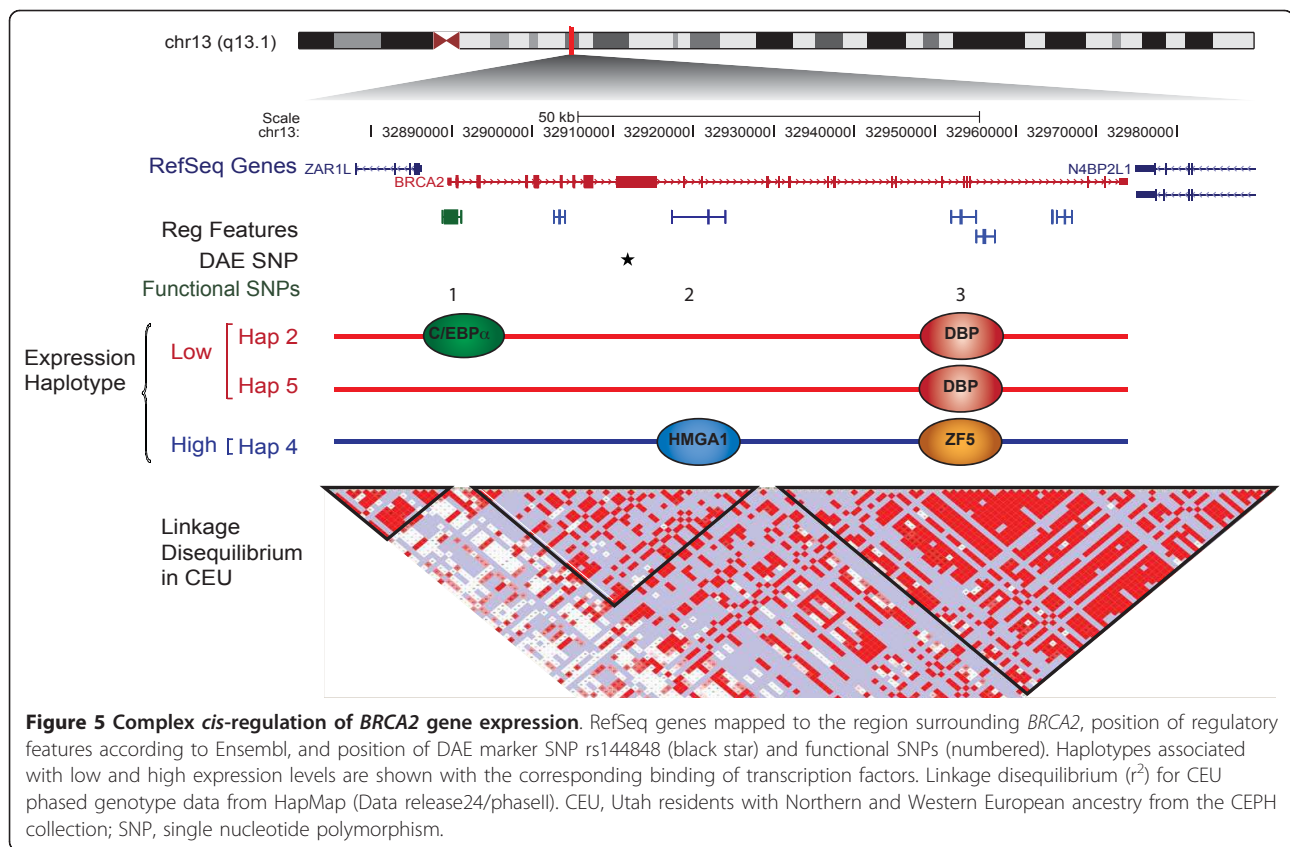 chr13 (q13.1)
Scale 50 kb
chr13: 32890000 32900000 32910000 32920000 32930000 32940000 32950000 32960000 32970000 32980000
RefSeq Genes ZAR1L N4BP2L1
BRCA2
Reg Features
DAE SNP
Functional SNPs 1 2 3
Expression Haplotype
Low Hap 2 C/EBPα DBP
Hap 5 DBP
High Hap 4 HMGA1 ZF5
Linkage
Disequilibrium
in CEU
Figure 5 Complex cis-regulation of BRCA2 gene expression. RefSeq genes mapped to the region surrounding BRCA2, position of regulatory
features according to Ensembl, and position of DAE marker SNP rs144848 (black star) and functional SNPs (numbered). Haplotypes associated
with low and high expression levels are shown with the corresponding binding of transcription factors. Linkage disequilibrium (r²) for CEU
phased genotype data from HapMap (Data release24/phaseII). CEU, Utah residents with Northern and Western European ancestry from the CEPH
collection; SNP, single nucleotide polymorphism.